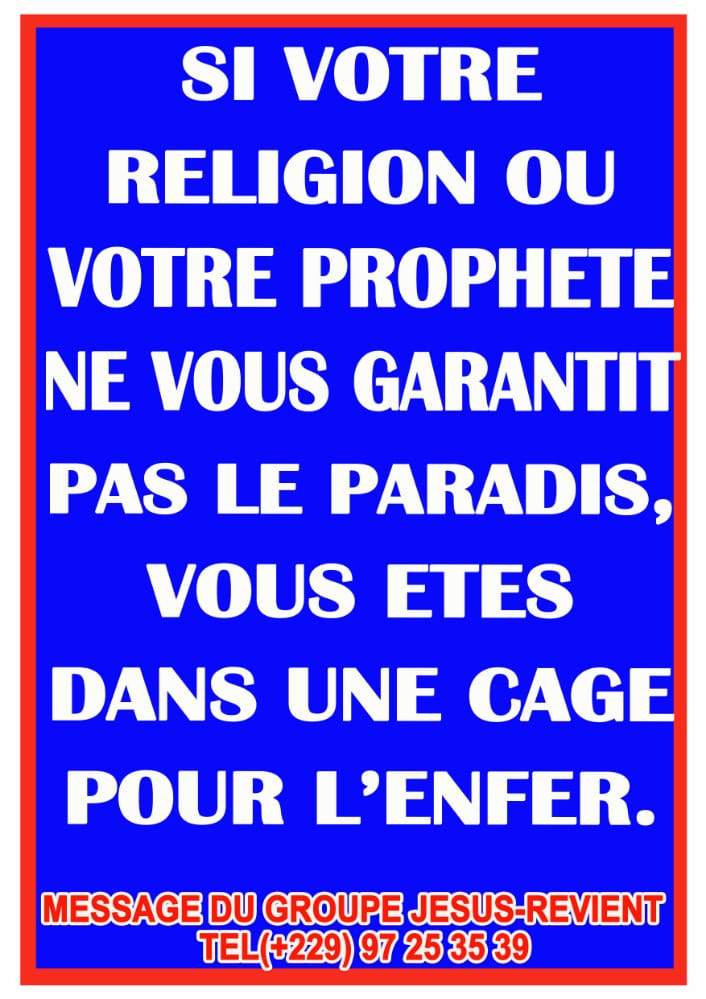 SI VOTRE
RELIGION OU
VOTRE PROPHETE
NE VOUS GARANTIT
PAS LE PARADIS,
VOUS ETES
DANS UNE CAGE
POUR L'ENFER.
MESSAGE DU GROUPE JESUS-REVIENT
TEL(+229) 97 25 35 39